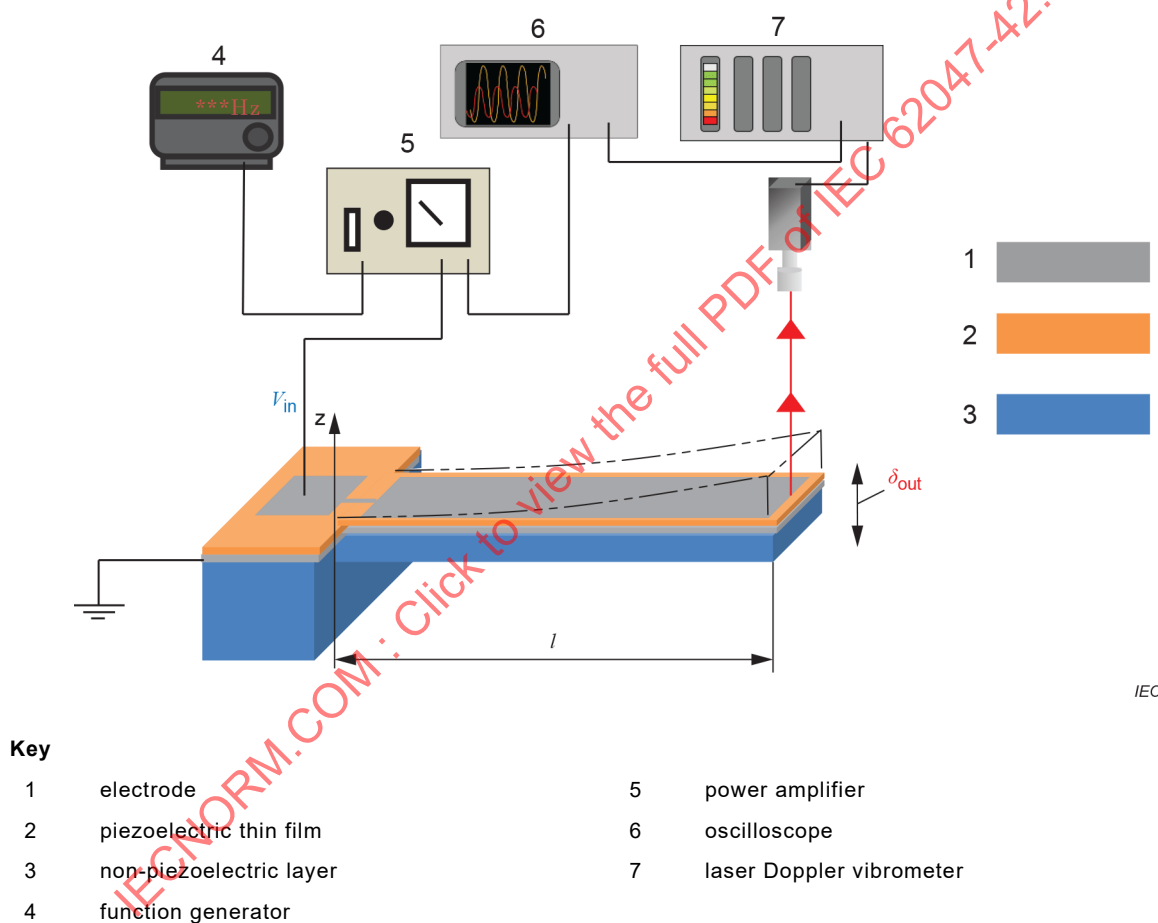 4
6
7
***Hz
5
1
2
3
Vin
z
δout
l
IEC
Key
1 electrode
2 piezoelectric thin film
3 non-piezoelectric layer
4 function generator
5 power amplifier
6 oscilloscope
7 laser Doppler vibrometer
IECNORM.COM : Click to view the full PDF of IEC 62047-42: